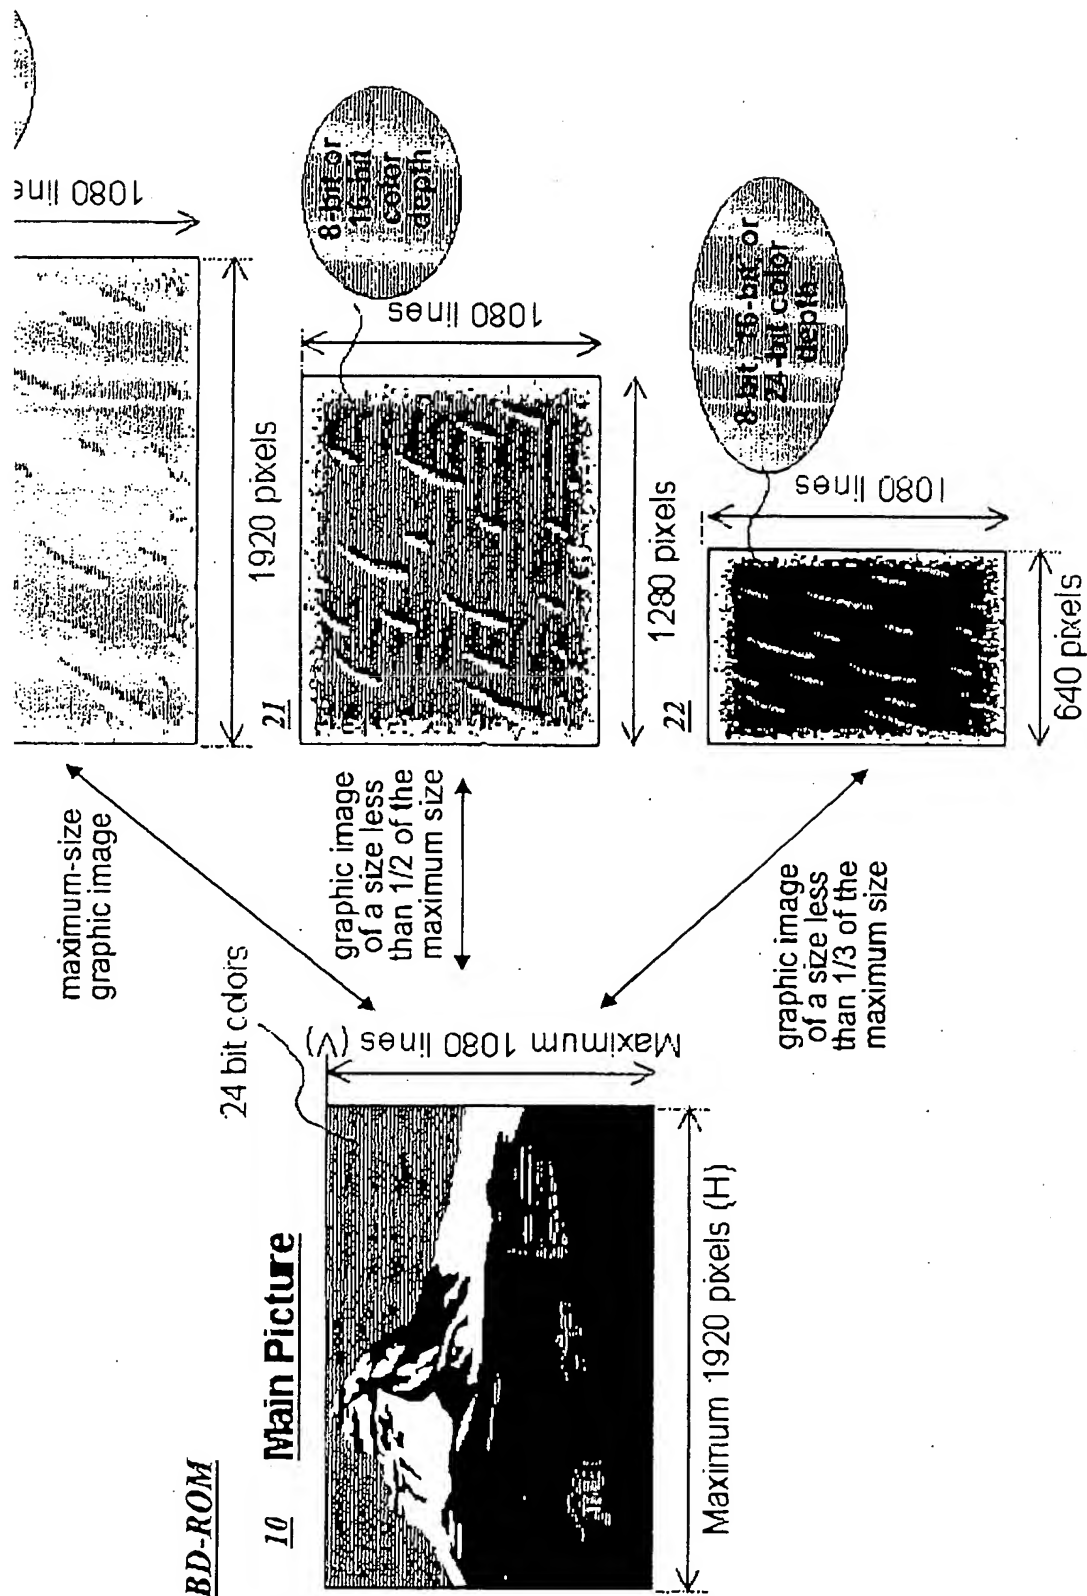 BD-ROM
10 Main Picture
24 bit colors
Maximum 1080 lines (V)
Maximum 1920 pixels (H)
maximum-size
graphic image
1080 lines
1920 pixels
graphic image
of a size less
than 1/2 of the
maximum size
21
8-bit or
16-bit
color
depth
1080 lines
1280 pixels
graphic image
of a size less
than 1/3 of the
maximum size
22
8-bit, 16-bit, or
24-bit color
depth
1080 lines
640 pixels